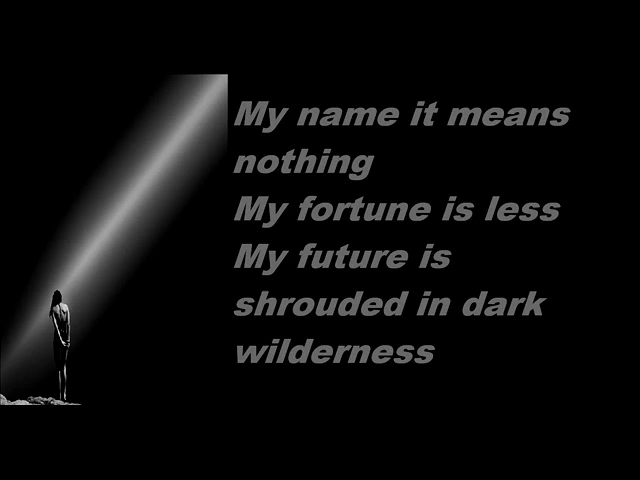 My name it means
nothing
My fortune is less
My future is
shrouded in dark
wilderness